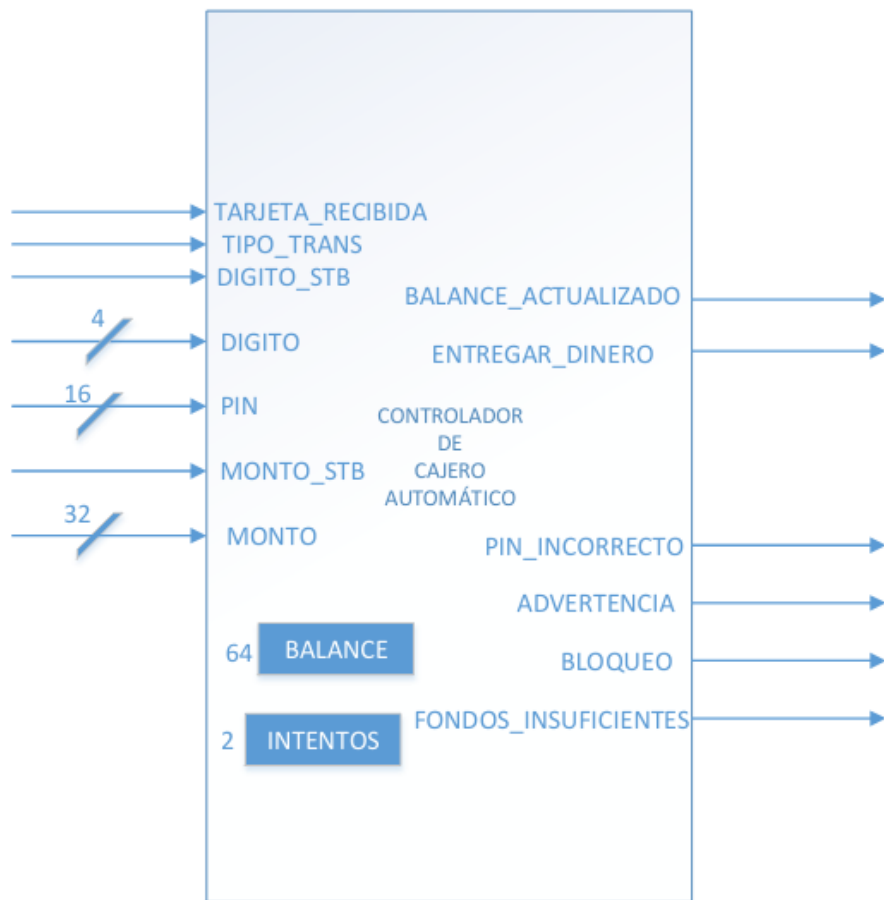 TARJETA_RECIBIDA
TIPO_TRANS
DIGITO_STB
4
DIGITO
16
PIN
MONTO_STB
32
MONTO
64
BALANCE
2
INTENTOS
CONTROLADOR
DE
CAJERO
AUTOMÁTICO
BALANCE_ACTUALIZADO
ENTREGAR_DINERO
PIN_INCORRECTO
ADVERTENCIA
BLOQUEO
FONDOS_INSUFICIENTES